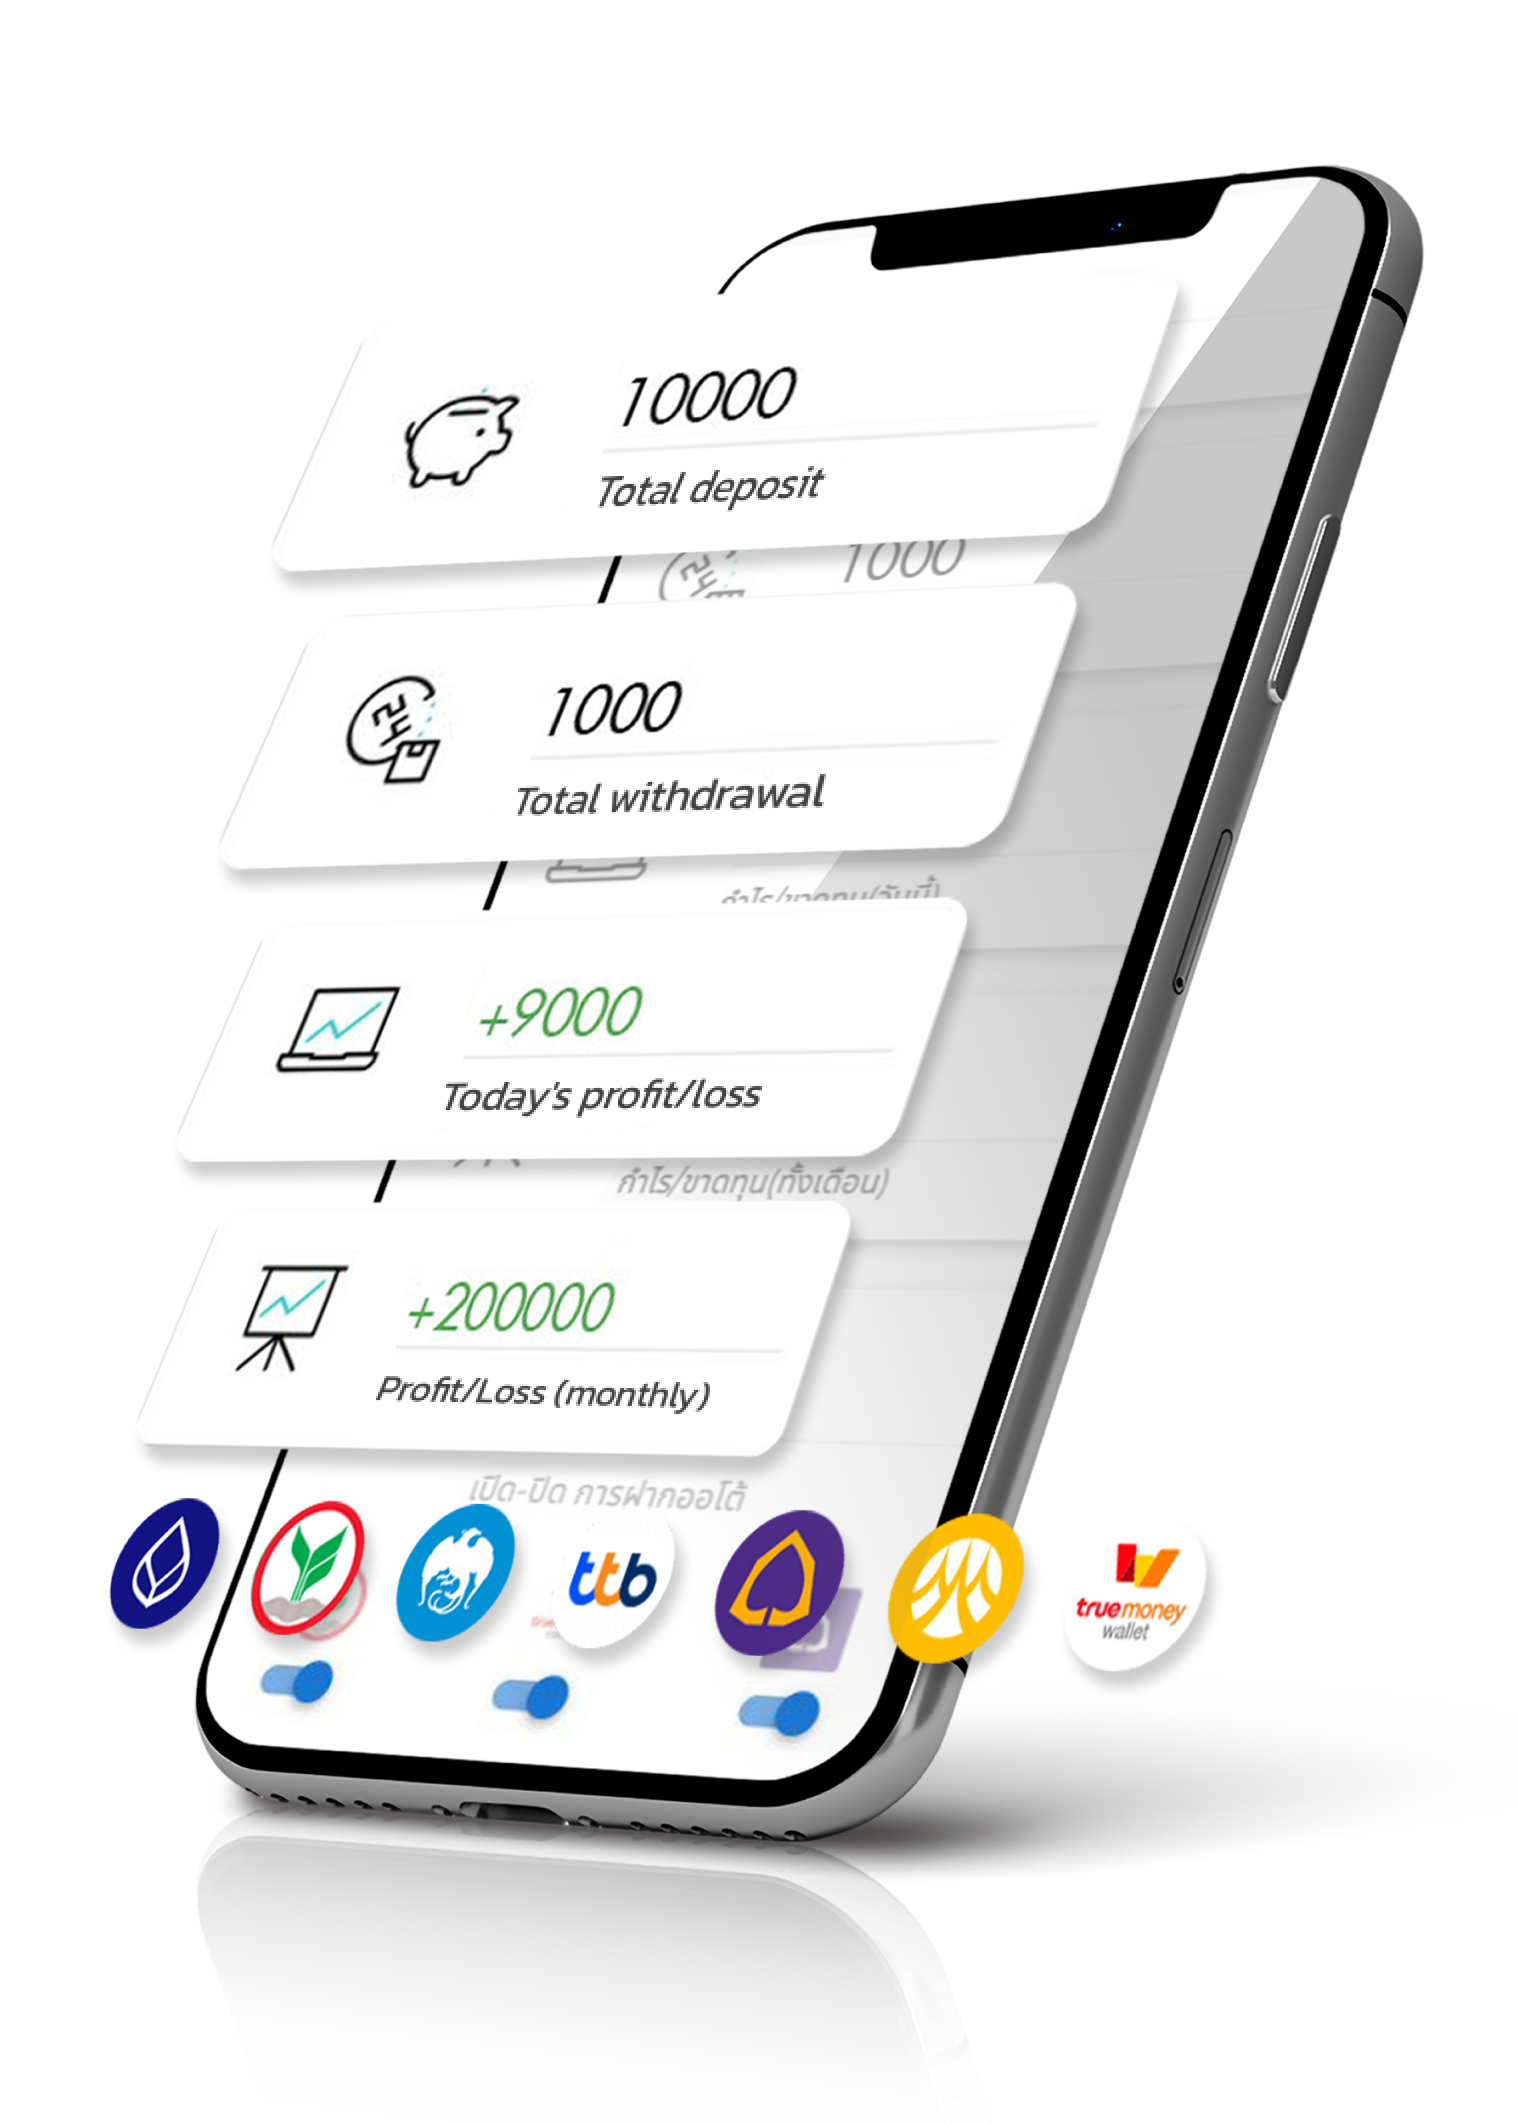 10000
Total deposit
1000
1000
Total withdrawal
กำไร/ขาดทุน(วันนี้)
+9000
Today's profit/loss
กำไร/ขาดทุน(ทั้งเดือน)
+200000
Profit/Loss (monthly)
เปิด-ปิด การฝากออโต้
ttb
truemoney
wallet